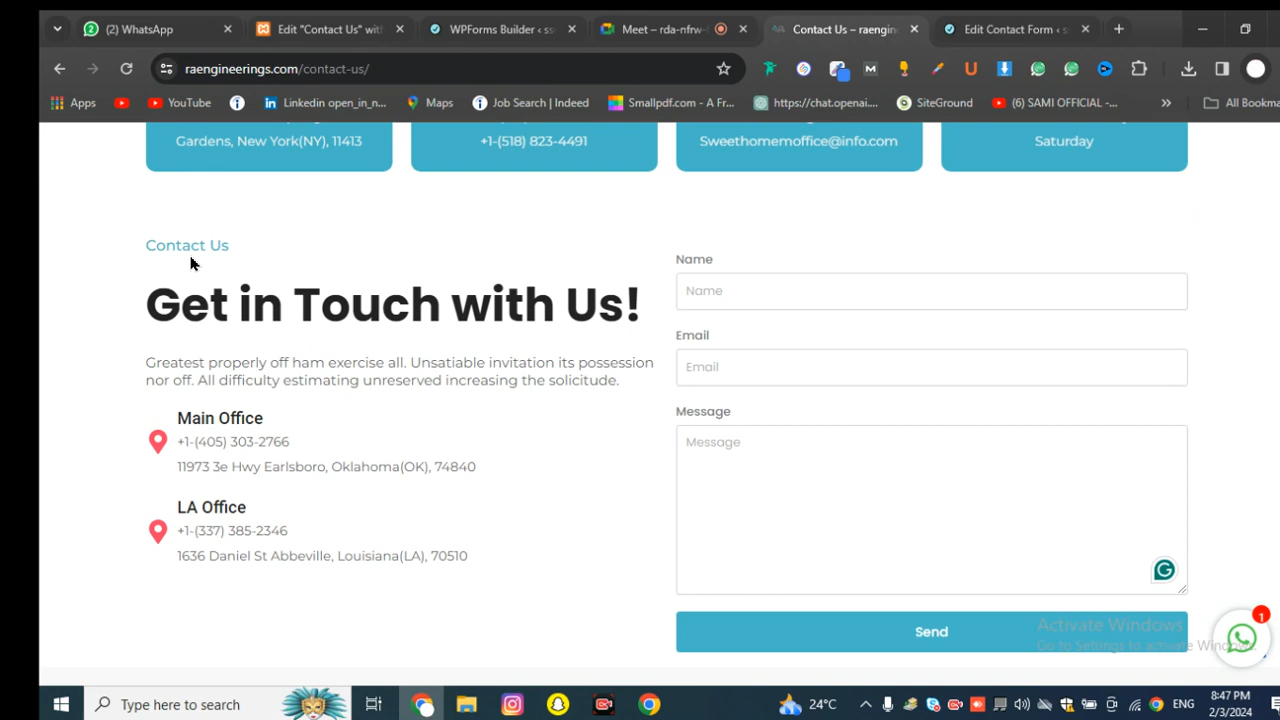 (2) WhatsApp
Edit "Contact Us" with
WPForms Builder ‹ ss
Meet – rda-nfrw-
Contact Us – raengin
Edit Contact Form ‹ s
raengineerings.com/contact-us/
Apps
YouTube
Linkedin open_in_n...
Maps
Job Search | Indeed
Smallpdf.com - A Fr...
https://chat.openai....
SiteGround
(6) SAMI OFFICIAL -...
»
All Bookma
Gardens, New York(NY), 11413
+1-(518) 823-4491
Sweethomemoffice@info.com
Saturday
Contact Us
Get in Touch with Us!
Greatest properly off ham exercise all. Unsatiable invitation its possession
nor off. All difficulty estimating unreserved increasing the solicitude.
Main Office
+1-(405) 303-2766
11973 3e Hwy Earlsboro, Oklahoma(OK), 74840
LA Office
+1-(337) 385-2346
1636 Daniel St Abbeville, Louisiana(LA), 70510
Name
Name
Email
Email
Message
Message
Send
Activate Windows
Go to Settings to activate Windows.
1
Type here to search
24°C
ENG
8:47 PM
2/3/2024